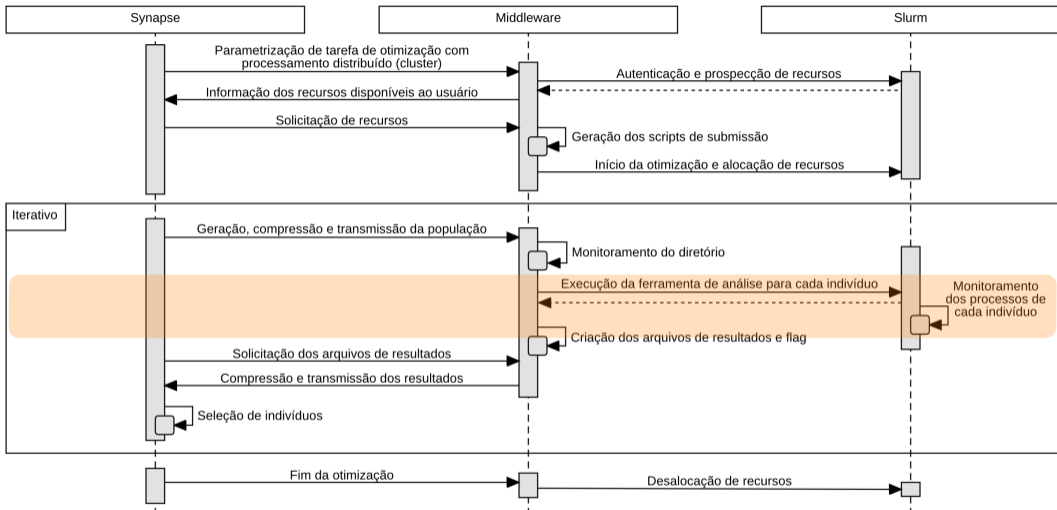 Synapse
Middleware
Slurm
Parametrização de tarefa de otimização com
processamento distribuído (cluster)
Autenticação e prospecção de recursos
Informação dos recursos disponíveis ao usuário
Solicitação de recursos
Geração dos scripts de submissão
Início da otimização e alocação de recursos
Iterativo
Geração, compressão e transmissão da população
Monitoramento do diretório
Execução da ferramenta de análise para cada indivíduo
Monitoramento
dos processos de
cada indivíduo
Criação dos arquivos de resultados e flag
Solicitação dos arquivos de resultados
Compressão e transmissão dos resultados
Seleção de indivíduos
Fim da otimização
Desalocação de recursos